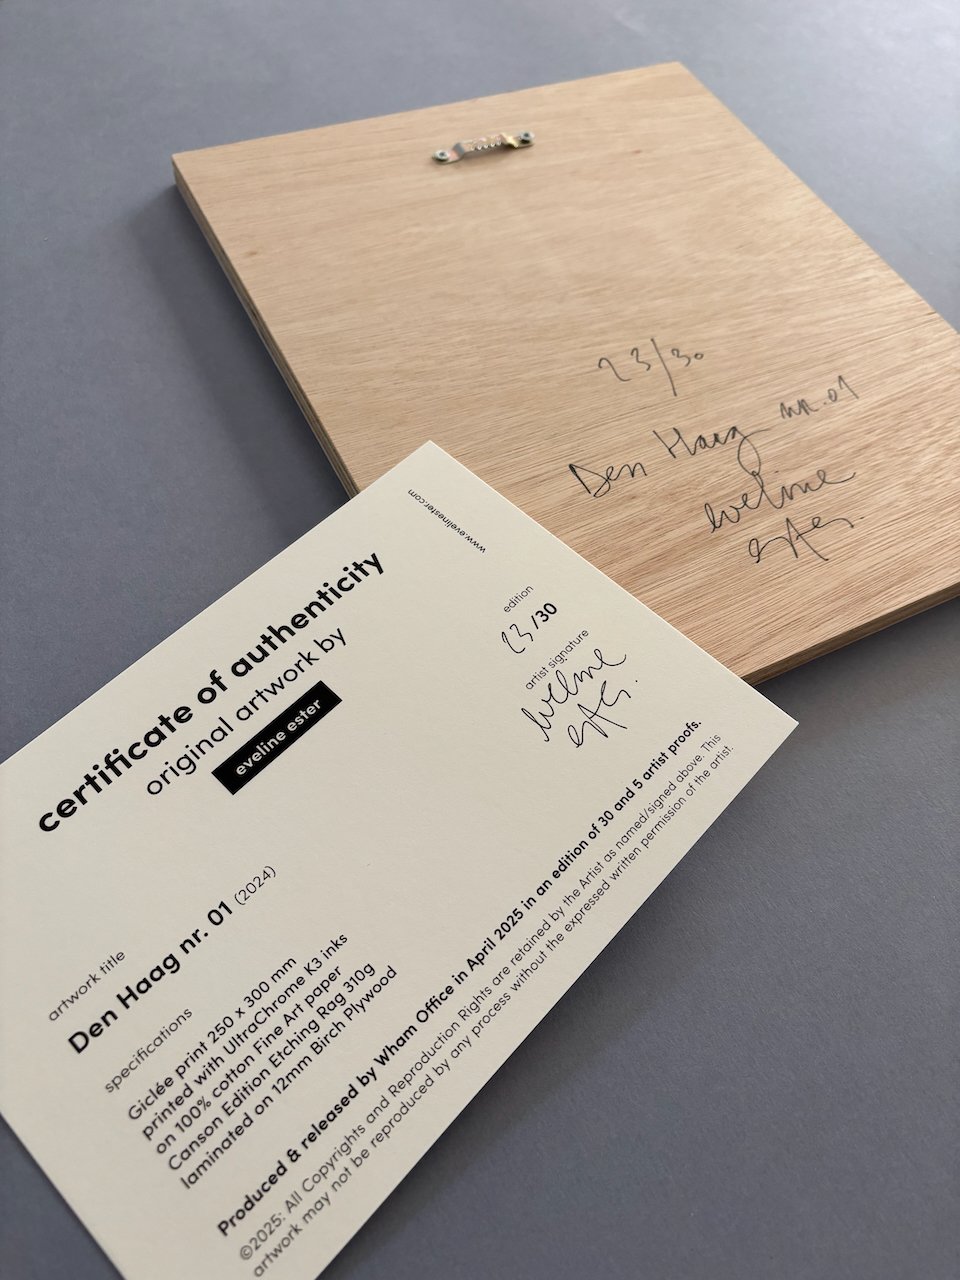 23/30
Den Haag nr. 01
eveline
ester.
www.evelinester.com
certificate of authenticity
original artwork by
eveline ester
edition
23 /30
artist signature
eveline
ester.
artwork title
Den Haag nr. 01 (2024)
specifications
Giclée print 250 x 300 mm
printed with UltraChrome K3 inks
on 100% cotton Fine Art paper
Canson Edition Etching Rag 310g
laminated on 12mm Birch Plywood
Produced & released by Wham Office in April 2025 in an edition of 30 and 5 artist proofs.
©2025: All Copyrights and Reproduction Rights are retained by the Artist as named/signed above. This
artwork may not be reproduced by any process without the expressed written permission of the artist.